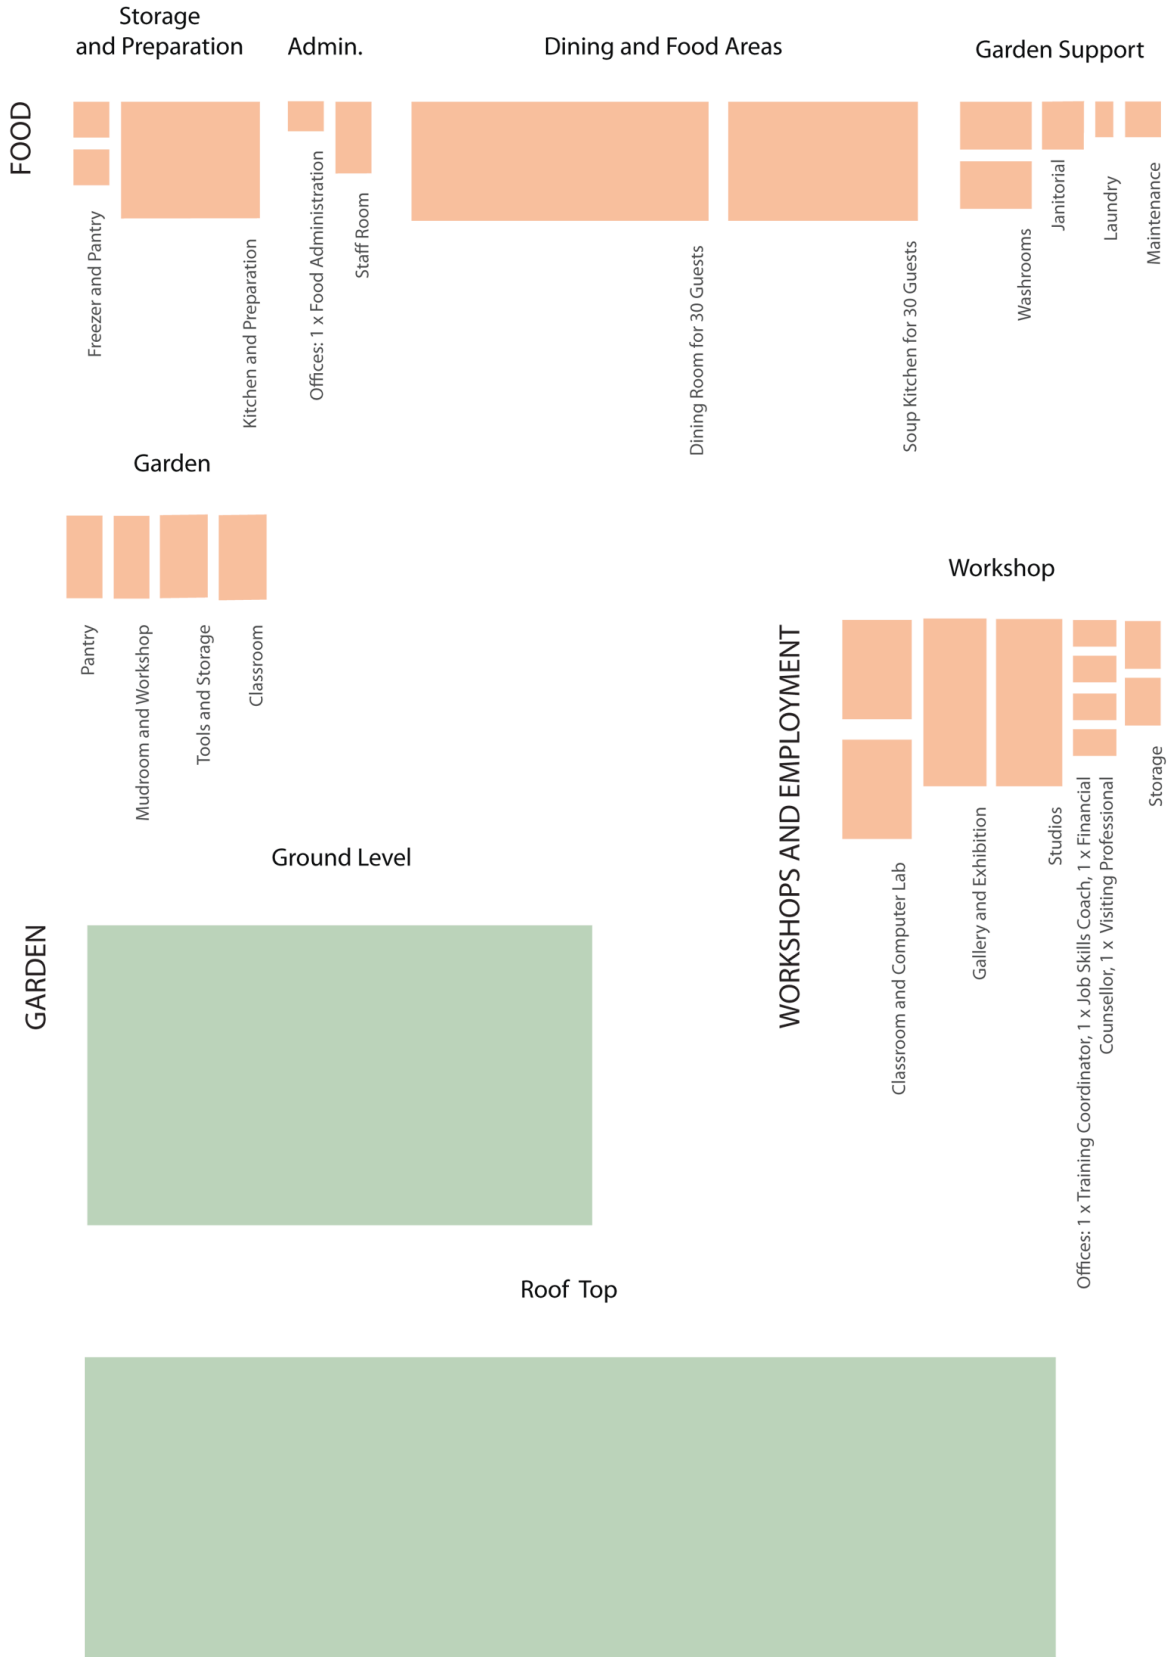 Storage
and Preparation
Admin.
Dining and Food Areas
Garden Support
FOOD
Freezer and Pantry
Kitchen and Preparation
Offices: 1 x Food Administration
Staff Room
Dining Room for 30 Guests
Soup Kitchen for 30 Guests
Washrooms
Janitorial
Laundry
Maintenance
Garden
Pantry
Mudroom and Workshop
Tools and Storage
Classroom
Workshop
WORKSHOPS AND EMPLOYMENT
Classroom and Computer Lab
Gallery and Exhibition
Studios
Offices: 1 x Training Coordinator, 1 x Job Skills Coach, 1 x Financial
Counsellor, 1 x Visiting Professional
Storage
Ground Level
GARDEN
Roof Top